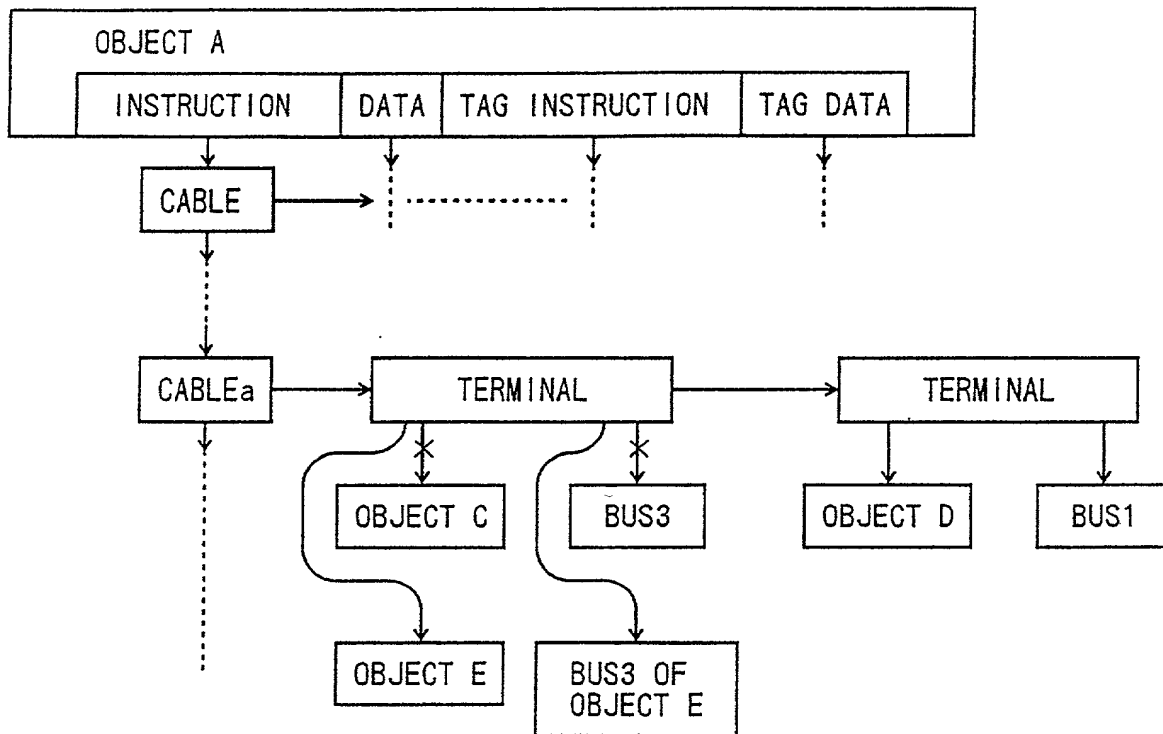 OBJECT A
INSTRUCTION
DATA
TAG INSTRUCTION
TAG DATA
CABLE
CABLEa
TERMINAL
TERMINAL
OBJECT C
BUS3
OBJECT D
BUS1
OBJECT E
BUS3 OF
OBJECT E